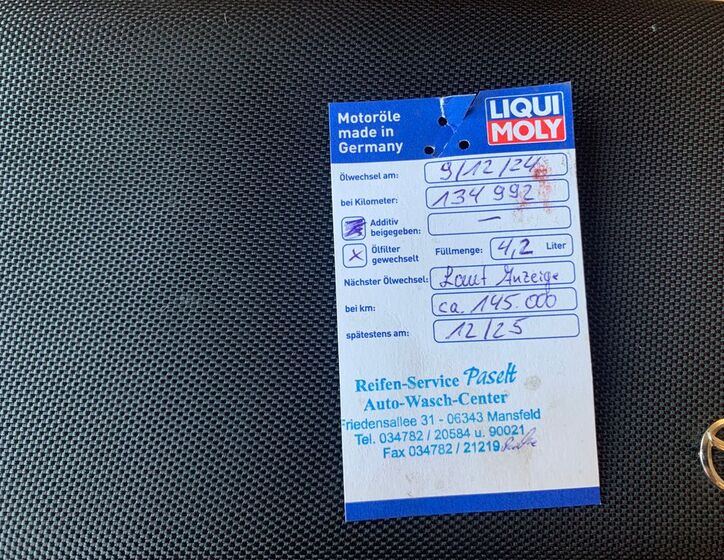 Motoröle
made in
Germany
LIQUI
MOLY
Ölwechsel am: 9/12/24
bei Kilometer: 134 992
Additiv
beigegeben: —
Ölfilter
gewechselt
Füllmenge: 4,2 Liter
Nächster Ölwechsel: Laut Anzeige
bei km: ca. 145.000
spätestens am: 12/25
Reifen-Service Paselt
Auto-Wasch-Center
Friedensallee 31 - 06343 Mansfeld
Tel. 034782 / 20584 u. 90021
Fax 034782 / 21219